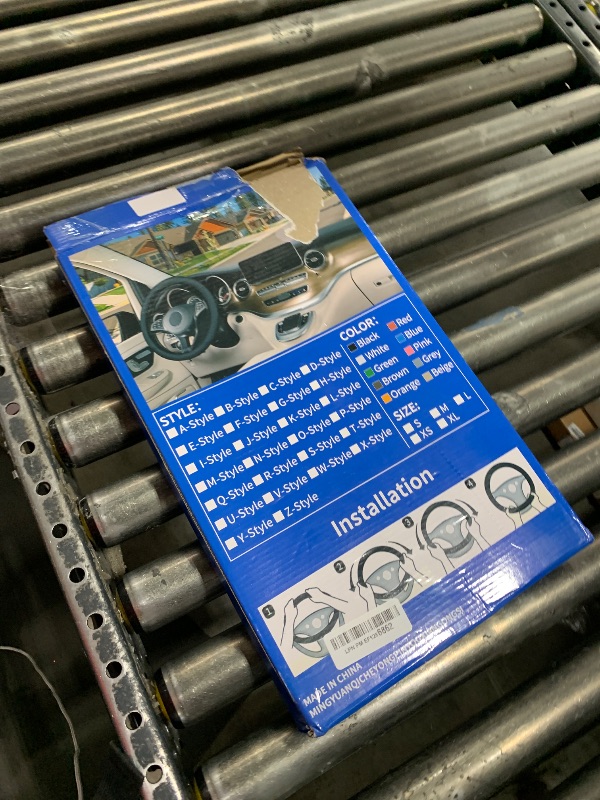 STYLE:
A-Style B-Style C-Style D-Style
E-Style F-Style G-Style H-Style
I-Style J-Style K-Style L-Style
M-Style N-Style O-Style P-Style
Q-Style R-Style S-Style T-Style
U-Style V-Style W-Style X-Style
Y-Style Z-Style
COLOR:
Black Red
White Blue
Green Pink
Brown Grey
Orange Beige
SIZE:
S M L
XS XL
Installation
1
2
3
4
MADE IN CHINA